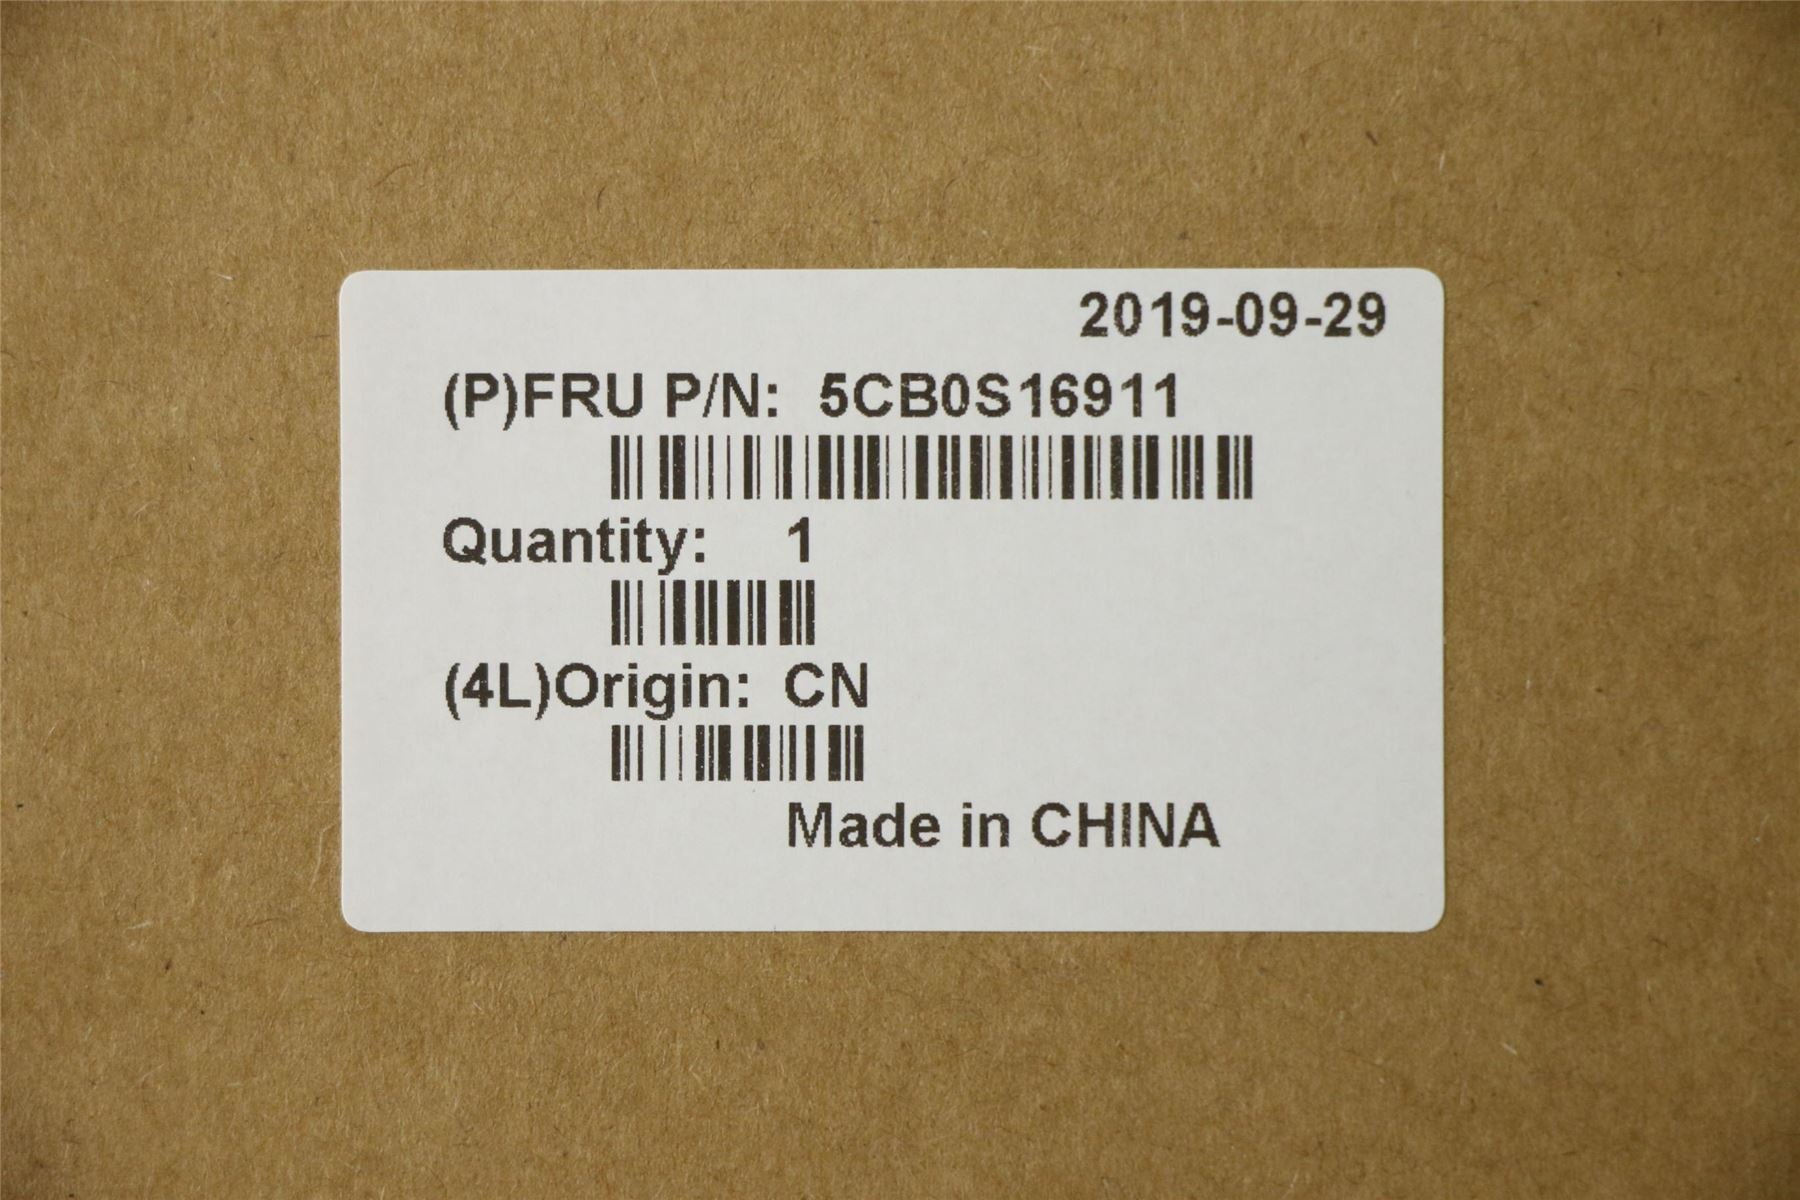 2019-09-29
(P)FRU P/N: 5CB0S16911
Quantity: 1
(4L)Origin: CN
Made in CHINA